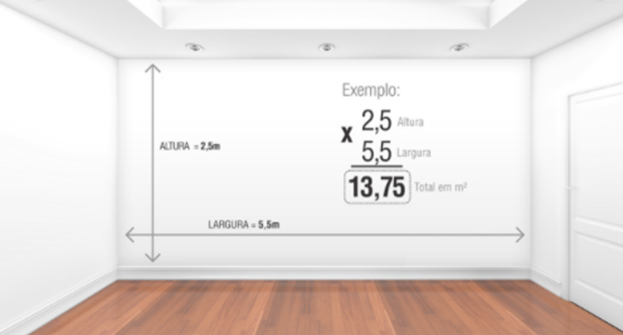 Exemplo:
2,5 Altura
x
5,5 Largura
13,75 Total em m²
ALTURA = 2,5m
LARGURA = 5,5m